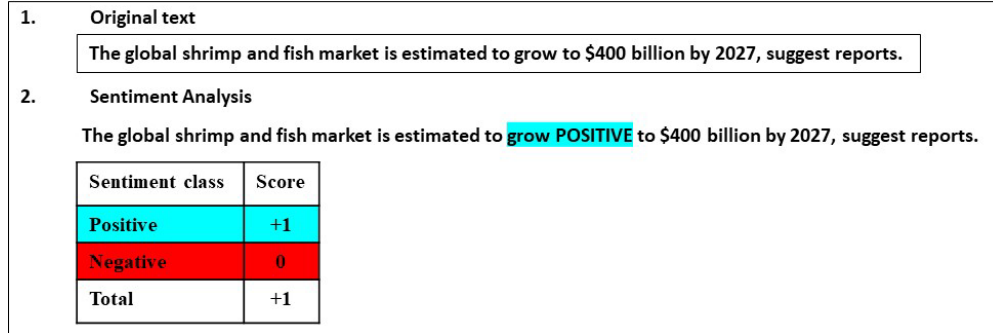 1. Original text
The global shrimp and fish market is estimated to grow to $400 billion by 2027, suggest reports.
2. Sentiment Analysis
The global shrimp and fish market is estimated to grow POSITIVE to $400 billion by 2027, suggest reports.
Sentiment class Score
Positive +1
Negative 0
Total +1